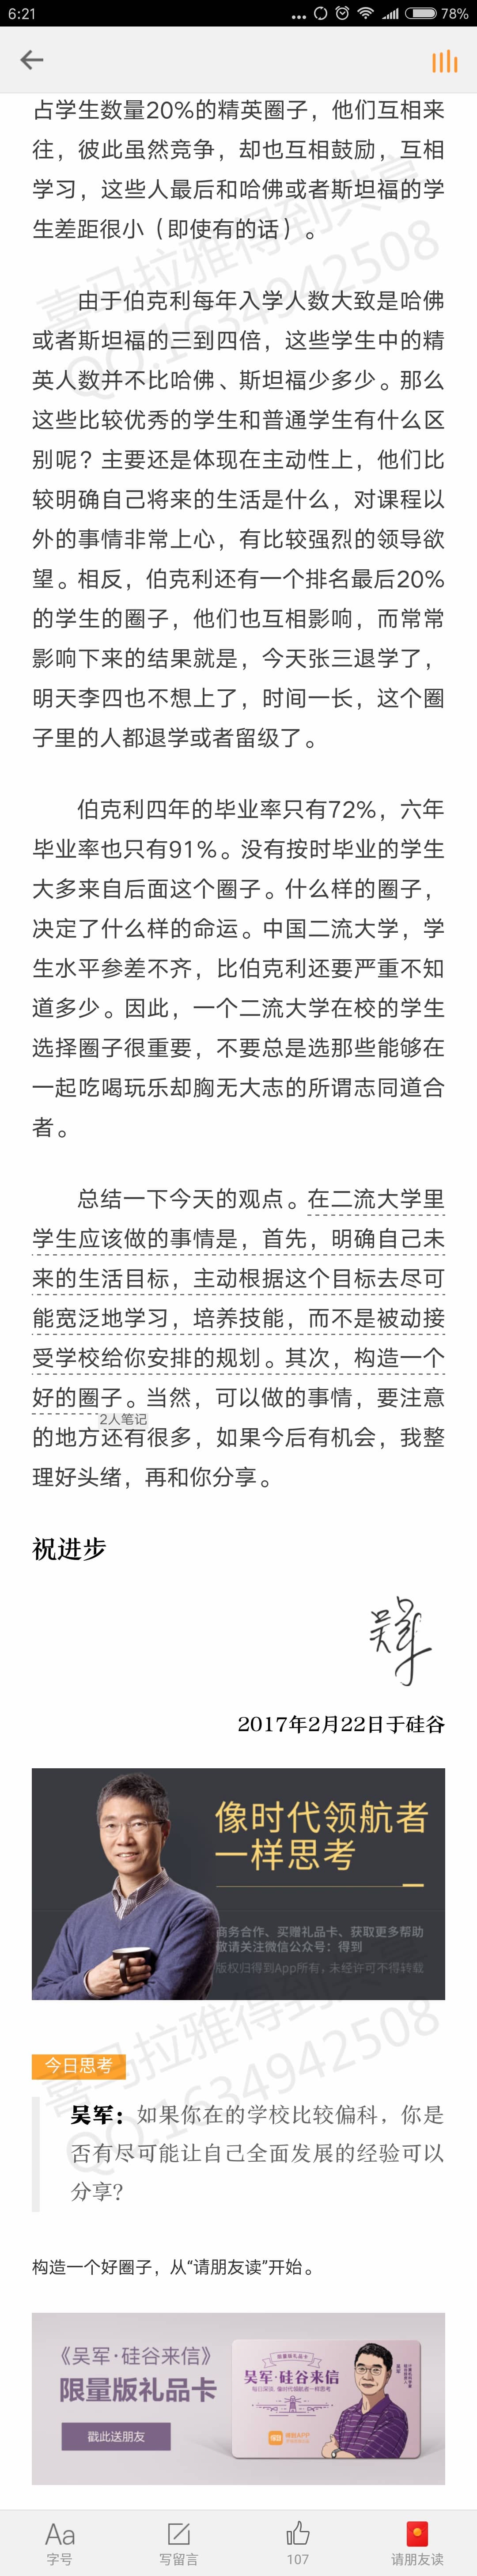 6:21
78%
占学生数量20%的精英圈子，他们互相来
往，彼此虽然竞争，却也互相鼓励，互相
学习，这些人最后和哈佛或者斯坦福的学
生差距很小（即使有的话）。
由于伯克利每年入学人数大致是哈佛
或者斯坦福的三到四倍，这些学生中的精
英人数并不比哈佛、斯坦福少多少。那么
这些比较优秀的学生和普通学生有什么区
别呢？主要还是体现在主动性上，他们比
较明确自己将来的生活是什么，对课程以
外的事情非常上心，有比较强烈的领导欲
望。相反，伯克利还有一个排名最后20%
的学生的圈子，他们也互相影响，而常常
影响下来的结果就是，今天张三退学了，
明天李四也不想上了，时间一长，这个圈
子里的人都退学或者留级了。
伯克利四年的毕业率只有72%，六年
毕业率也只有91%。没有按时毕业的学生
大多来自后面这个圈子。什么样的圈子，
决定了什么样的命运。中国二流大学，学
生水平参差不齐，比伯克利还要严重不知
道多少。因此，一个二流大学在校的学生
选择圈子很重要，不要总是选那些能够在
一起吃喝玩乐却胸无大志的所谓志同道合
者。
总结一下今天的观点。在二流大学里
学生应该做的事情是，首先，明确自己未
来的生活目标，主动根据这个目标去尽可
能宽泛地学习，培养技能，而不是被动接
受学校给你安排的规划。其次，构造一个
好的圈子。当然，可以做的事情，要注意
2人笔记
的地方还有很多，如果今后有机会，我整
理好头绪，再和你分享。
祝进步
吴军
2017年2月22日于硅谷
像时代领航者
一样思考
商务合作、买赠礼品卡、获取更多帮助
敬请关注微信公众号：得到
版权归得到App所有，未经许可不得转载
喜马拉雅得到共享
QQ.1634942508
今日思考
吴军：如果你在的学校比较偏科，你是
否有尽可能让自己全面发展的经验可以
分享？
构造一个好圈子，从“请朋友读”开始。
《吴军·硅谷来信》
限量版礼品卡
戳此送朋友
限量版礼品卡
吴军·硅谷来信
得到APP
Aa
字号
写留言
107
请朋友读